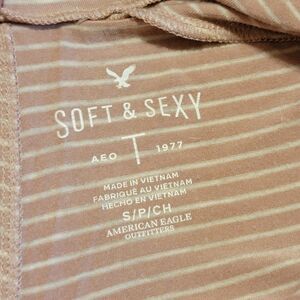 SOFT & SEXY
AEO T 1977
MADE IN VIETNAM
FABRIQUÉ AU VIETNAM
HECHO EN VIETNAM
S/P/CH
AMERICAN EAGLE
OUTFITTERS